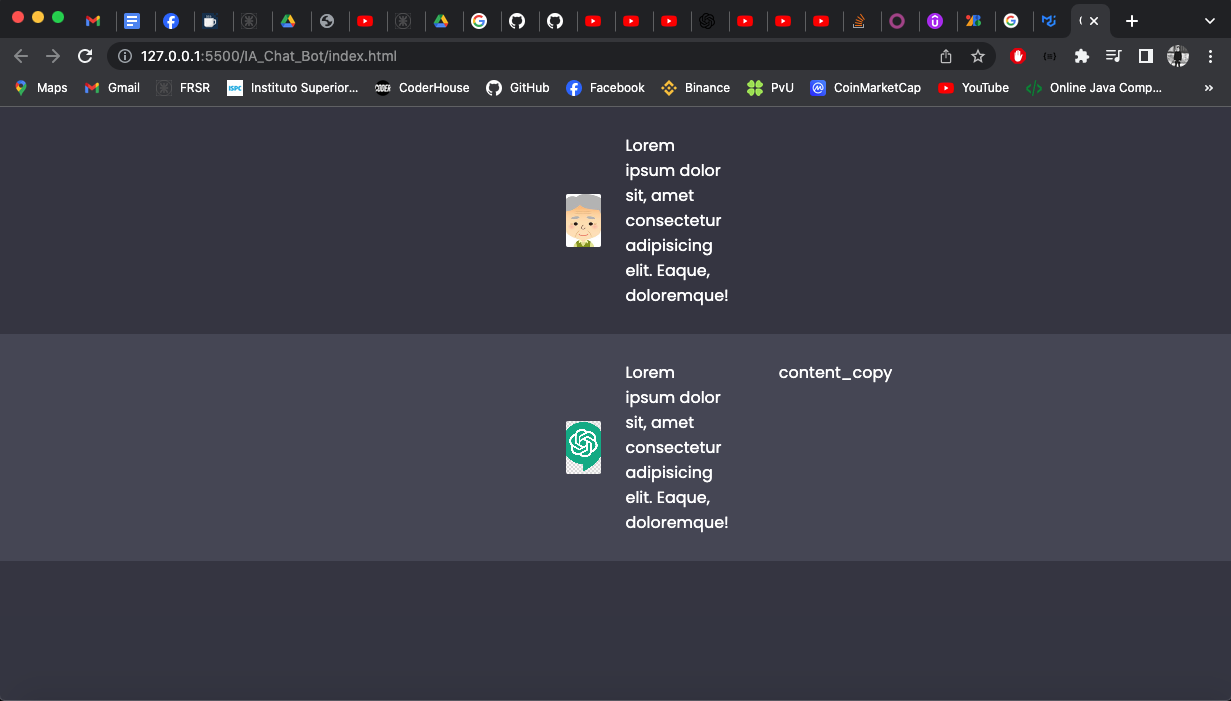 127.0.0.1:5500/IA_Chat_Bot/index.html
Maps Gmail FRSR ISPC Instituto Superior... CoderHouse GitHub Facebook Binance PvU CoinMarketCap YouTube Online Java Comp... »
Lorem
ipsum dolor
sit, amet
consectetur
adipisicing
elit. Eaque,
doloremque!
Lorem
ipsum dolor
sit, amet
consectetur
adipisicing
elit. Eaque,
doloremque!
content_copy